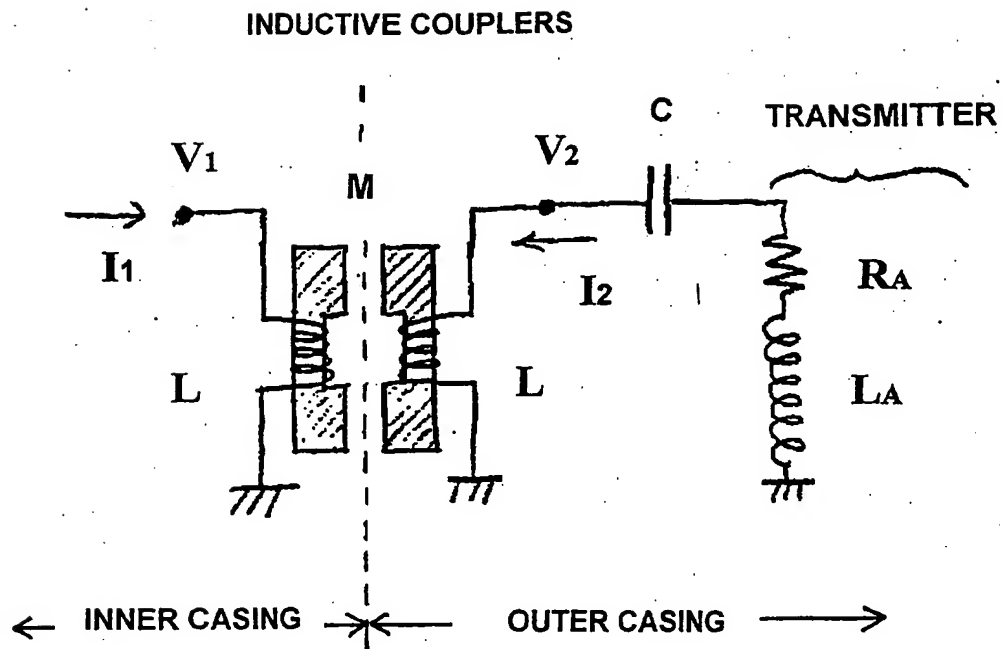 INDUCTIVE COUPLERS
C
TRANSMITTER
V1
M
V2
I1
I2
RA
L
L
LA
INNER CASING
OUTER CASING